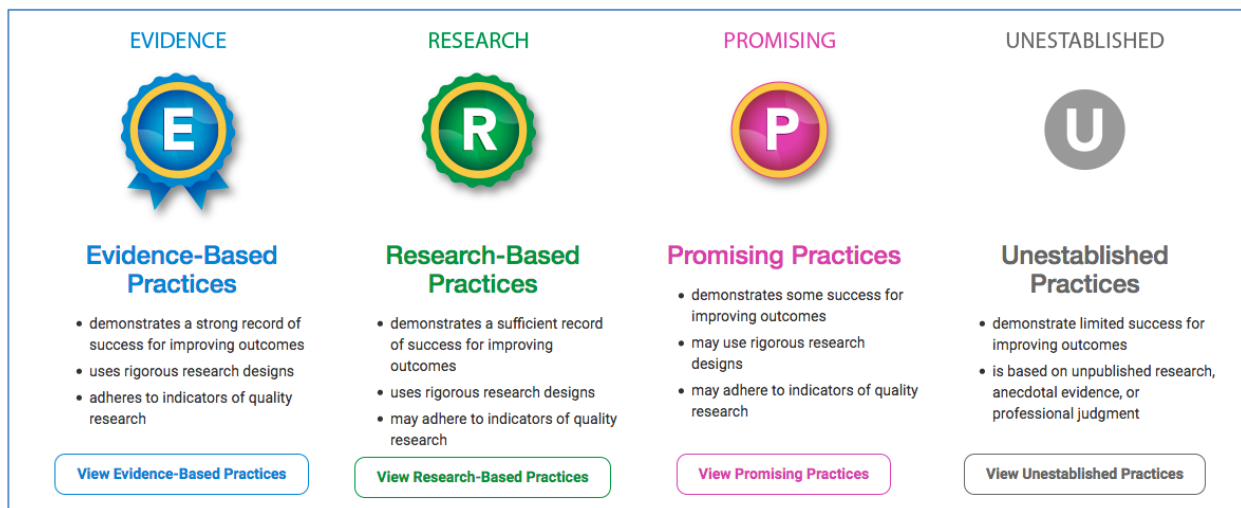 EVIDENCE
E
Evidence-Based
Practices
• demonstrates a strong record of
success for improving outcomes
• uses rigorous research designs
• adheres to indicators of quality
research
View Evidence-Based Practices
RESEARCH
R
Research-Based
Practices
• demonstrates a sufficient record
of success for improving
outcomes
• uses rigorous research designs
• may adhere to indicators of quality
research
View Research-Based Practices
PROMISING
P
Promising Practices
• demonstrates some success for
improving outcomes
• may use rigorous research
designs
• may adhere to indicators of quality
research
View Promising Practices
UNESTABLISHED
U
Unestablished
Practices
• demonstrate limited success for
improving outcomes
• is based on unpublished research,
anecdotal evidence, or
professional judgment
View Unestablished Practices